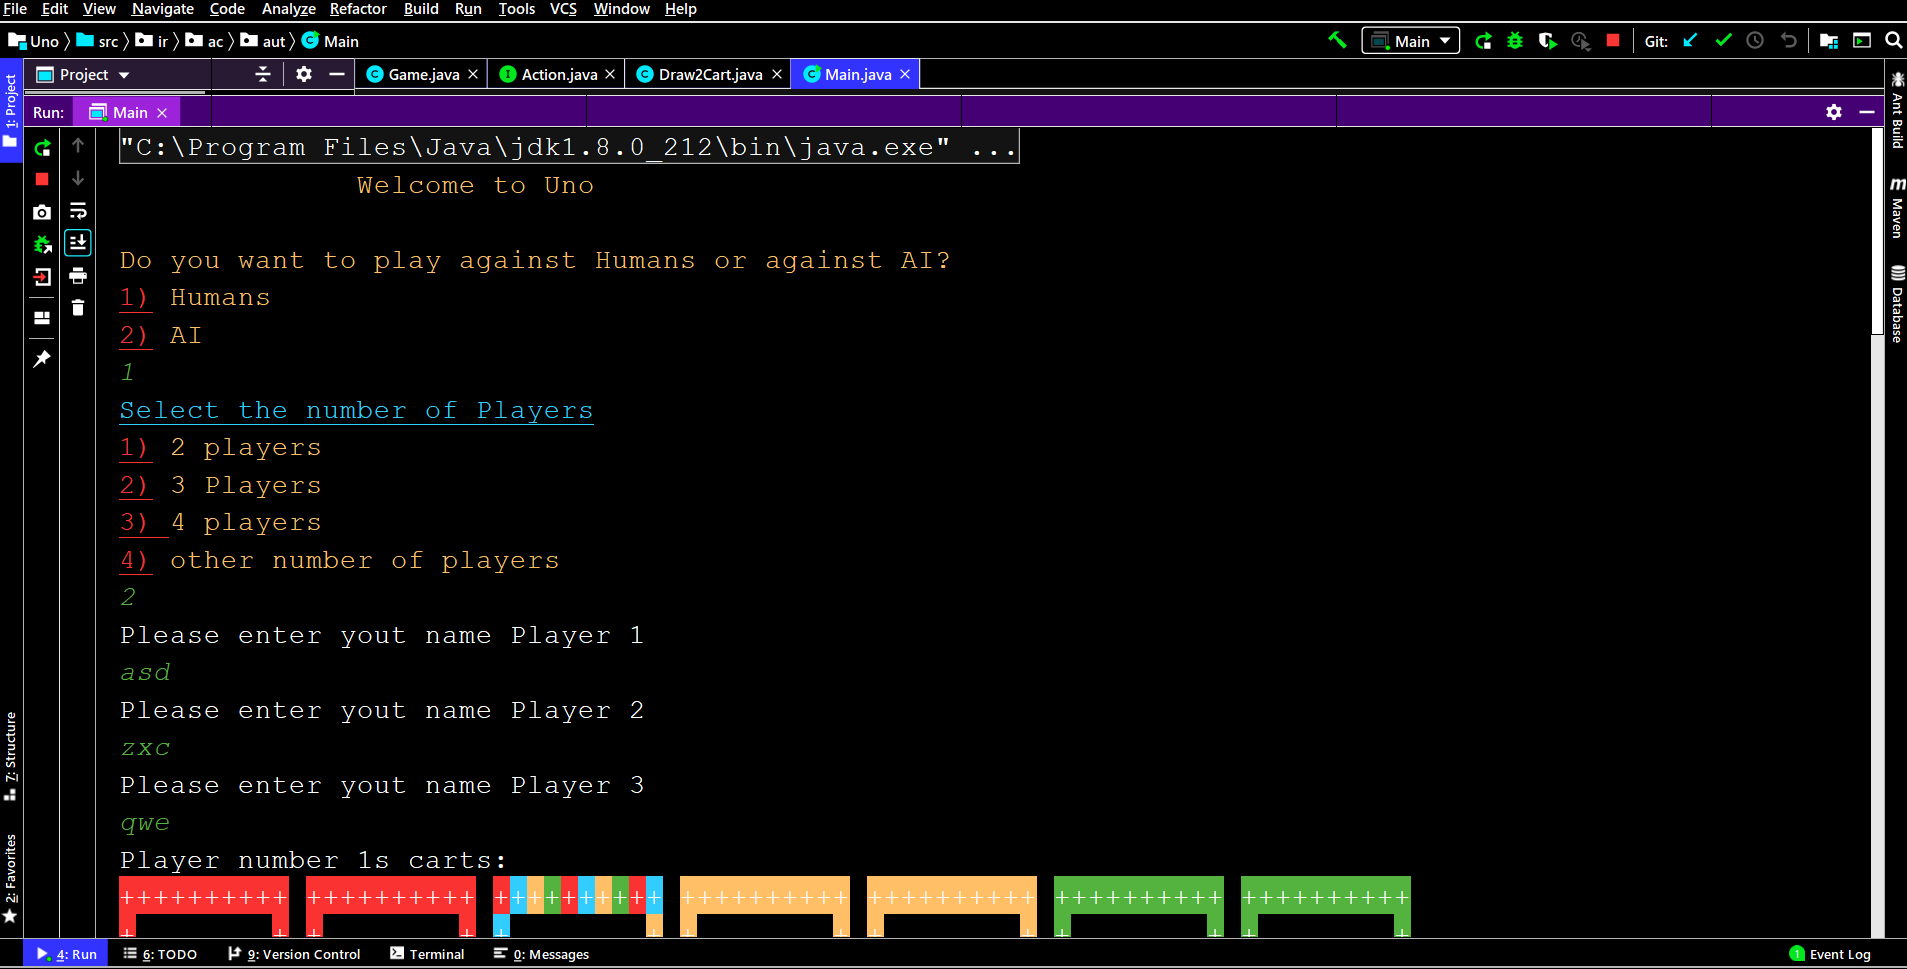 File Edit View Navigate Code Analyze Refactor Build Run Tools VCS Window Help
Uno src ir ac aut Main Main Git:
Project Game.java Action.java Draw2Cart.java Main.java
Run: Main
1: Project
7: Structure
2: Favorites
Ant Build
Maven
Database
"C:\Program Files\Java\jdk1.8.0_212\bin\java.exe" ...
Welcome to Uno
Do you want to play against Humans or against AI?
1) Humans
2) AI
1
Select the number of Players
1) 2 players
2) 3 Players
3) 4 players
4) other number of players
2
Please enter yout name Player 1
asd
Please enter yout name Player 2
zxc
Please enter yout name Player 3
qwe
Player number 1s carts:
++++++++++ ++++++++++ ++++++++++ ++++++++++ ++++++++++ ++++++++++ ++++++++++
+ + + + + + + + + + + + + +
4: Run 6: TODO 9: Version Control Terminal 0: Messages 1 Event Log